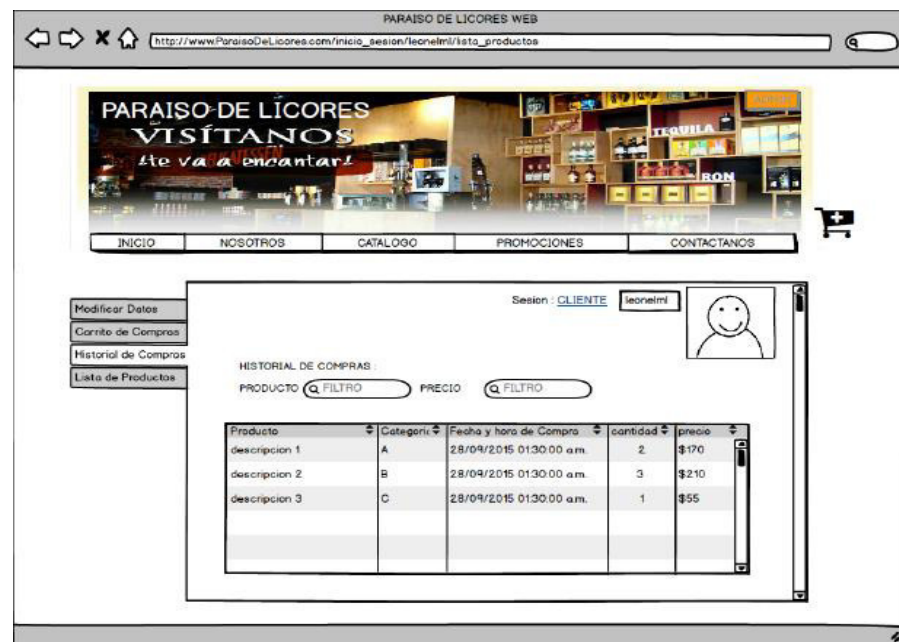 PARAISO DE LICORES WEB
http://www.ParaisoDeLicores.com/inicio_sesion/leonelml/lista_productos
PARAISO DE LICORES
VISÍTANOS
!te va a encantar!
TEQUILA
RON
INICIO NOSOTROS CATALOGO PROMOCIONES CONTACTANOS
Modificar Datos
Carrito de Compras
Historial de Compras
Lista de Productos
Sesion : CLIENTE leonelml
HISTORIAL DE COMPRAS :
PRODUCTO FILTRO PRECIO FILTRO
Producto Categoric Fecha y hora de Compra cantidad precio
descripcion 1 A 28/09/2015 01:30:00 a.m. 2 $170
descripcion 2 B 28/09/2015 01:30:00 a.m. 3 $210
descripcion 3 C 28/09/2015 01:30:00 a.m. 1 $55